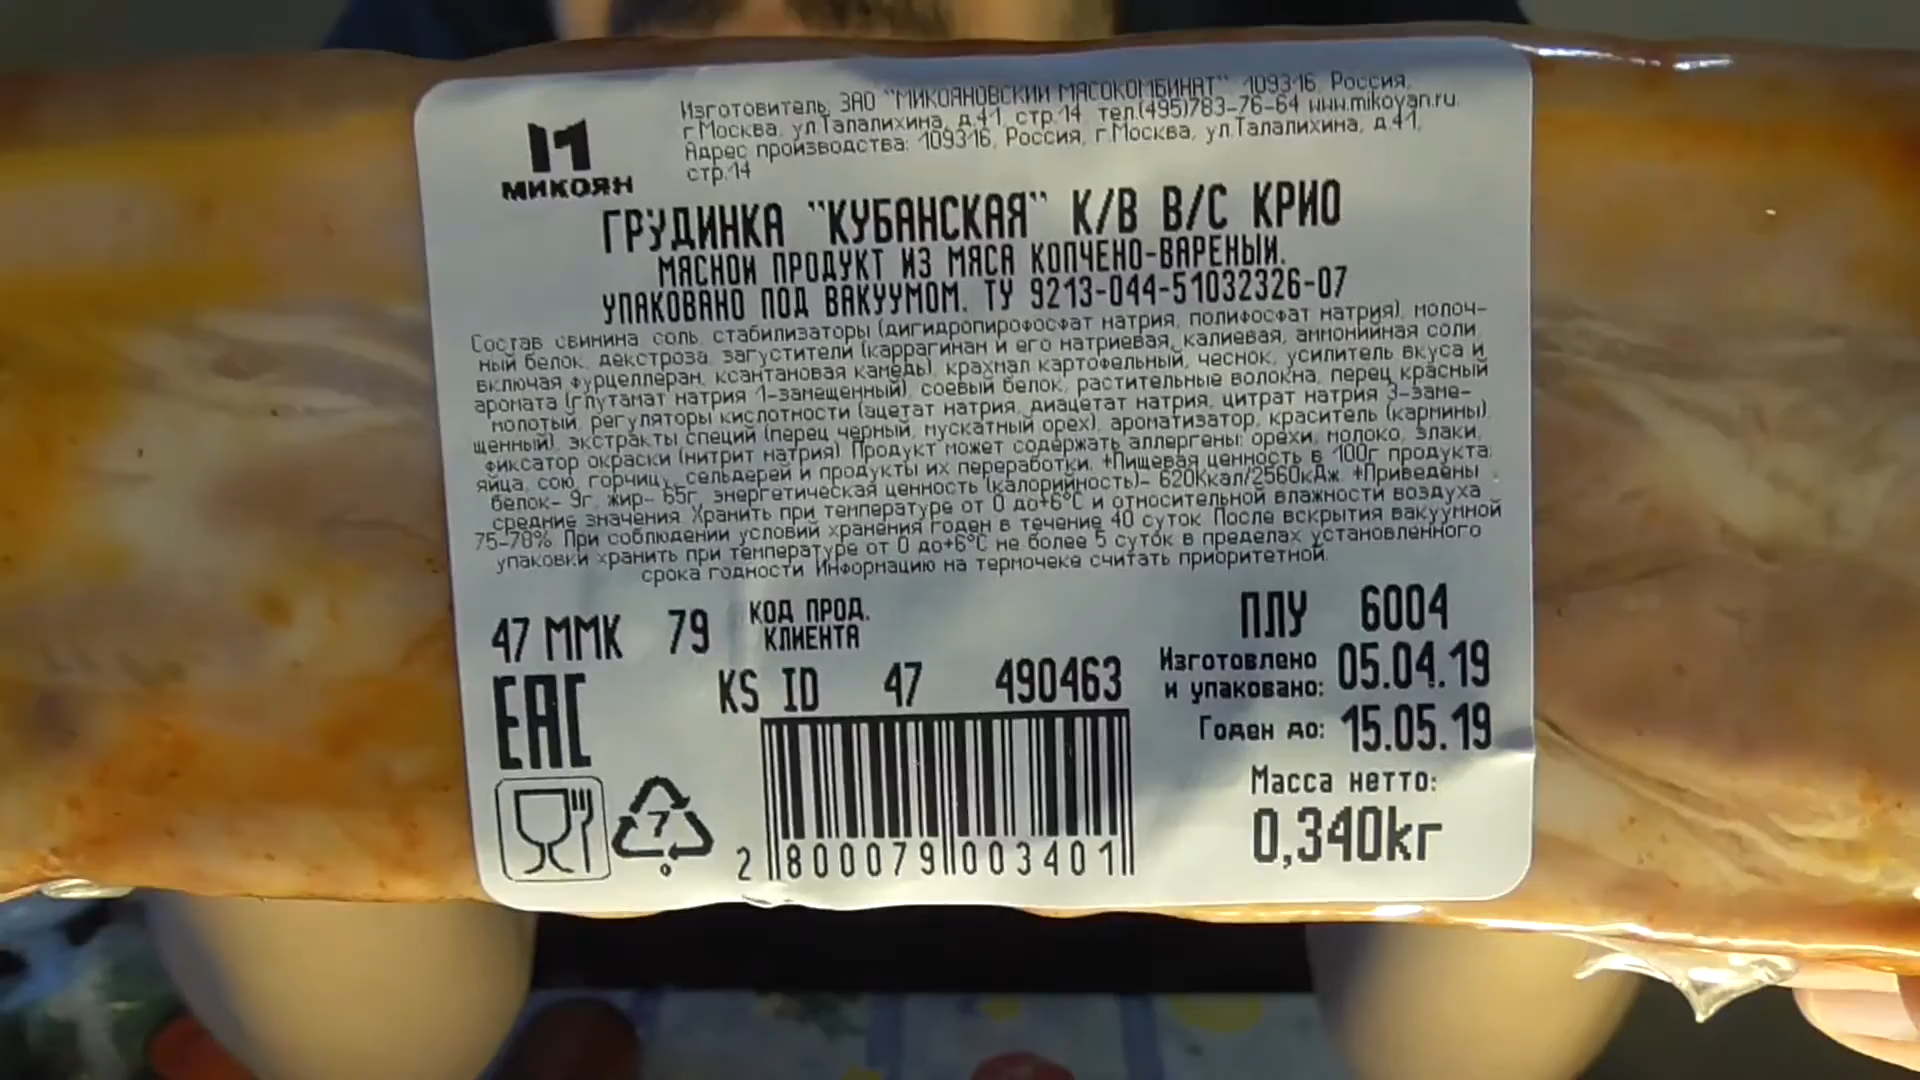 Изготовитель, ЗАО "МИКОЯНОВСКИЙ МЯСОКОМБИНАТ" 109316, Россия,
г.Москва, ул.Талалихина, д.41, стр.14 тел.(495)783-76-64 www.mikoyan.ru.
Адрес производства: 109316, Россия, г.Москва, ул.Талалихина, д.41,
стр.14
МИКОЯН
ГРУДИНКА "КУБАНСКАЯ" К/В В/С КРИО
МЯСНОЙ ПРОДУКТ ИЗ МЯСА КОПЧЕНО-ВАРЕНЫЙ.
УПАКОВАНО ПОД ВАКУУМОМ. ТУ 9213-044-51032326-07
Состав свинина, соль, стабилизаторы (дигидропирофосфат натрия, полифосфат натрия), молоч-
ный белок, декстроза, загустители (каррагинан и его натриевая, калиевая, аммонийная соли,
включая фурцеллеран, ксантановая камедь), крахмал картофельный, чеснок, усилитель вкуса и
аромата (глутамат натрия 1-замещенный), соевый белок, растительные волокна, перец красный
молотый, регуляторы кислотности (ацетат натрия, диацетат натрия, цитрат натрия 3-заме-
щенный), экстракты специй (перец черный, мускатный орех), ароматизатор, краситель (кармины),
фиксатор окраски (нитрит натрия). Продукт может содержать аллергены: орехи, молоко, злаки,
яйца, сою, горчицу, сельдерей и продукты их переработки. *Пищевая ценность в 100г продукта:
белок- 9г, жир- 65г, энергетическая ценность (калорийность)- 620Ккал/2560кДж. *Приведены
средние значения. Хранить при температуре от 0 до+6°С и относительной влажности воздуха
75-78%. При соблюдении условий хранения годен в течение 40 суток. После вскрытия вакуумной
упаковки хранить при температуре от 0 до+6°С не более 5 суток в пределах установленного
срока годности. Информацию на термочеке считать приоритетной.
47 ММК 79 КОД ПРОД.
КЛИЕНТА
ПЛУ 6004
KS ID 47 490463
Изготовлено
и упаковано: 05.04.19
Годен до: 15.05.19
EAC
Масса нетто:
0,340кг
7
2 800079 003401